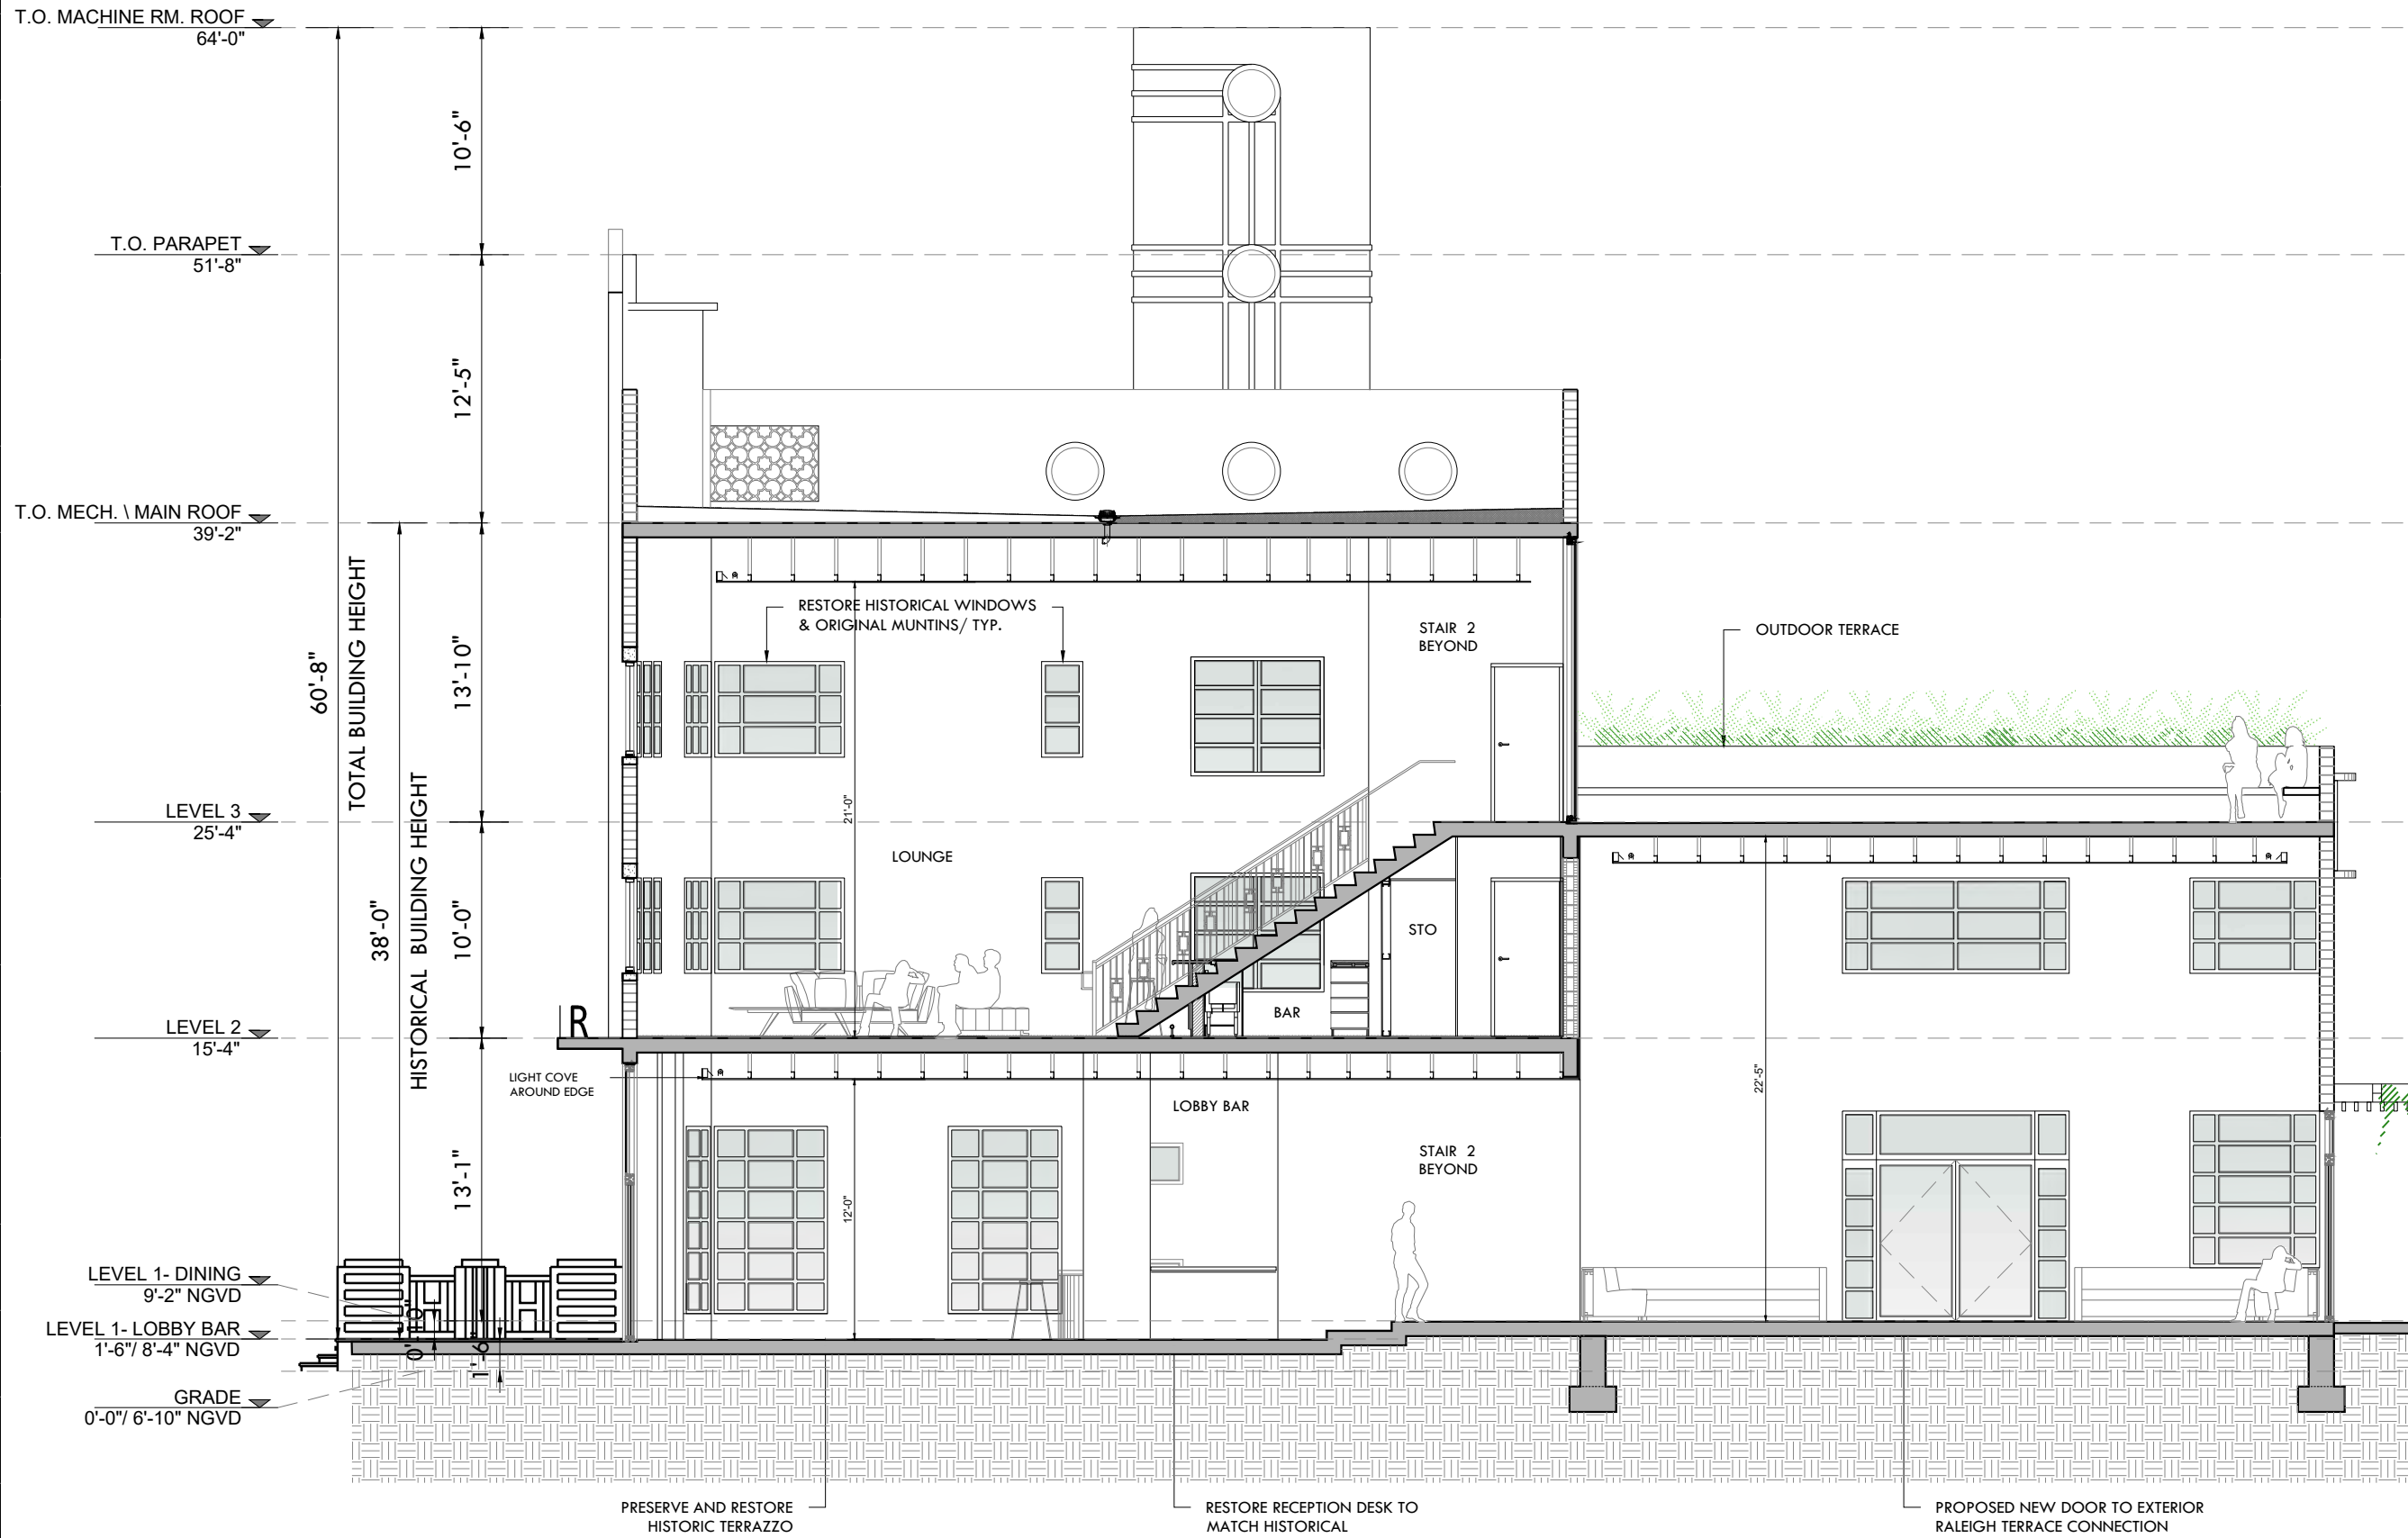 T.O. MACHINE RM. ROOF
64'-0"
10'-6"
T.O. PARAPET
51'-8"
12'-5"
T.O. MECH. \ MAIN ROOF
39'-2"
60'-8"
TOTAL BUILDING HEIGHT
13'-10"
RESTORE HISTORICAL WINDOWS
& ORIGINAL MUNTINS/ TYP.
STAIR 2
BEYOND
OUTDOOR TERRACE
LEVEL 3
25'-4"
21'-0"
38'-0"
HISTORICAL BUILDING HEIGHT
10'-0"
LOUNGE
STO
BAR
R
LEVEL 2
15'-4"
LIGHT COVE
AROUND EDGE
22'-5"
LOBBY BAR
13'-1"
12'-0"
STAIR 2
BEYOND
LEVEL 1- DINING
9'-2" NGVD
0'-10"
LEVEL 1- LOBBY BAR
1'-6"/ 8'-4" NGVD
1'-6"
GRADE
0'-0"/ 6'-10" NGVD
PRESERVE AND RESTORE
HISTORIC TERRAZZO
RESTORE RECEPTION DESK TO
MATCH HISTORICAL
PROPOSED NEW DOOR TO EXTERIOR
RALEIGH TERRACE CONNECTION